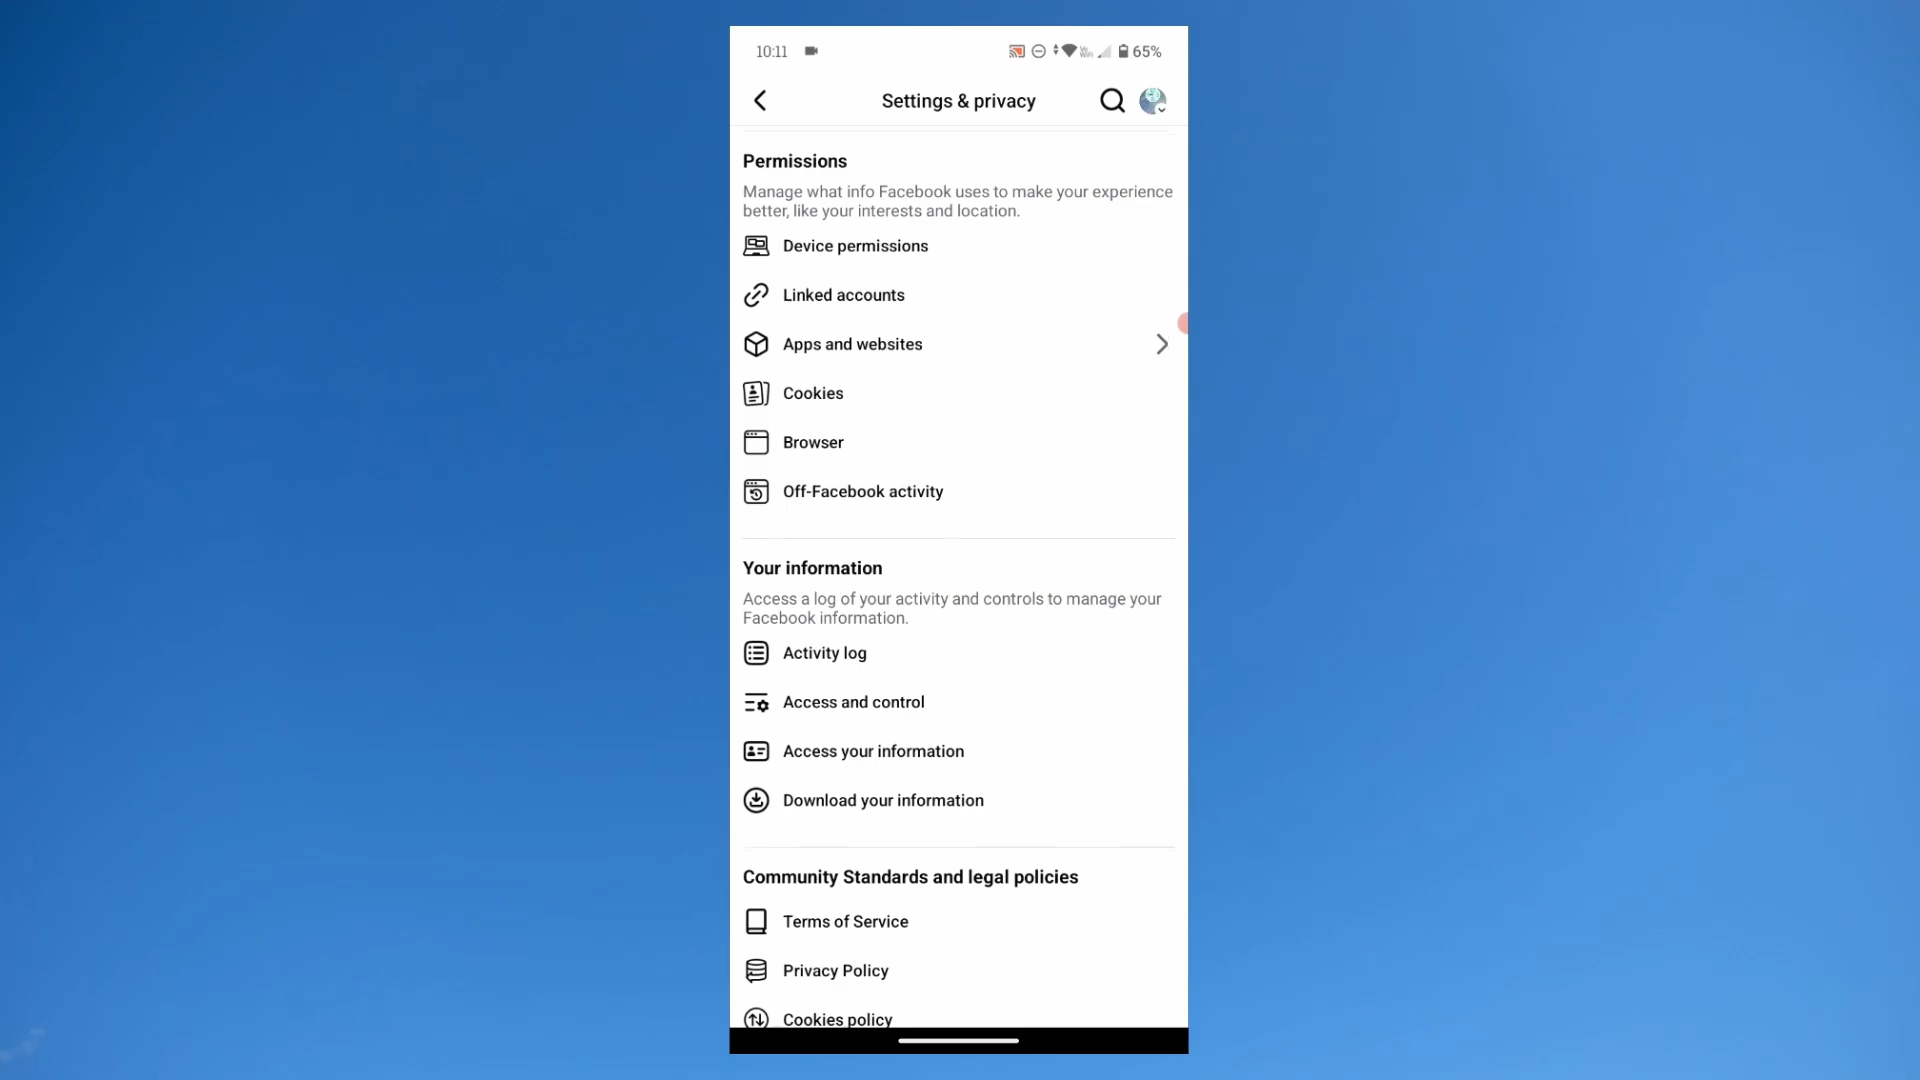 10:11
65%
Settings & privacy
Permissions
Manage what info Facebook uses to make your experience
better, like your interests and location.
Device permissions
Linked accounts
Apps and websites
Cookies
Browser
Off-Facebook activity
Your information
Access a log of your activity and controls to manage your
Facebook information.
Activity log
Access and control
Access your information
Download your information
Community Standards and legal policies
Terms of Service
Privacy Policy
Cookies policy